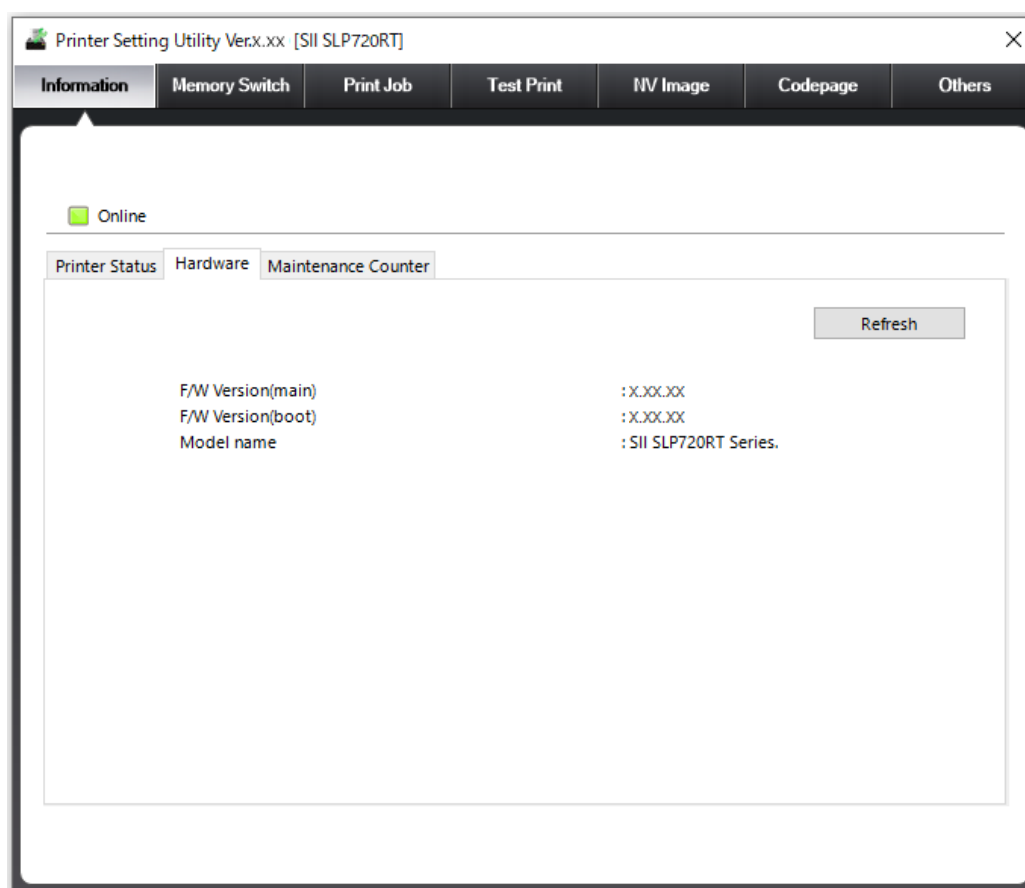 Printer Setting Utility Ver.x.xx [SII SLP720RT]
Information Memory Switch Print Job Test Print NV Image Codepage Others
Online
Printer Status Hardware Maintenance Counter
Refresh
F/W Version(main) : X.XX.XX
F/W Version(boot) : X.XX.XX
Model name : SII SLP720RT Series.